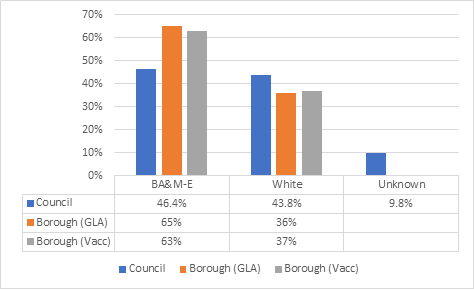 70%
60%
50%
40%
30%
20%
10%
0%
BA&M-E White Unknown
Council 46.4% 43.8% 9.8%
Borough (GLA) 65% 36%
Borough (Vacc) 63% 37%
Council Borough (GLA) Borough (Vacc)